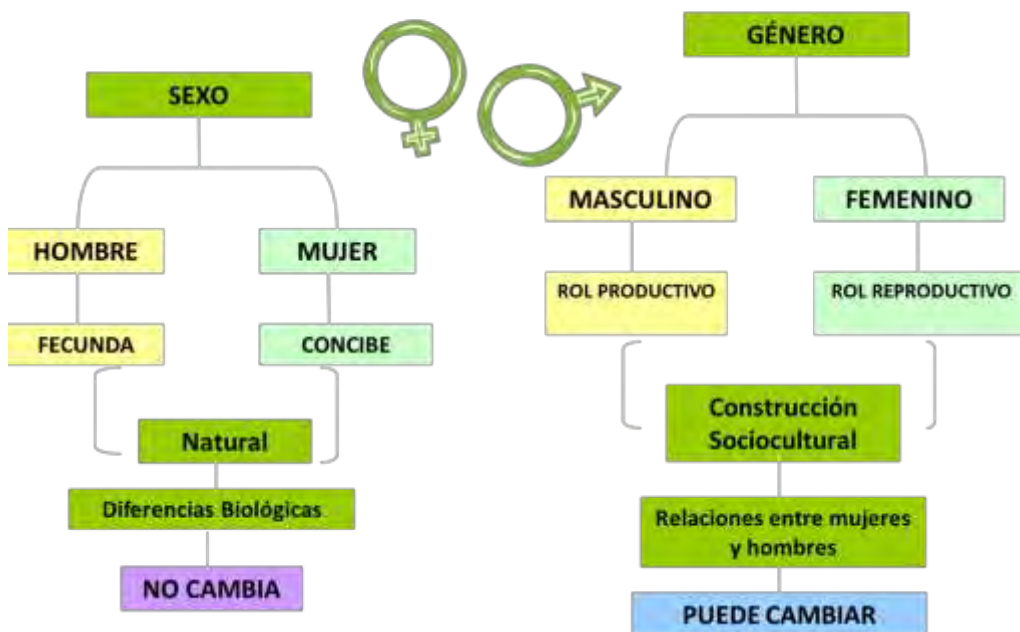 SEXO
HOMBRE
MUJER
FECUNDA
CONCIBE
Natural
Diferencias Biológicas
NO CAMBIA
GÉNERO
MASCULINO
FEMENINO
ROL PRODUCTIVO
ROL REPRODUCTIVO
Construcción
Sociocultural
Relaciones entre mujeres
y hombres
PUEDE CAMBIAR